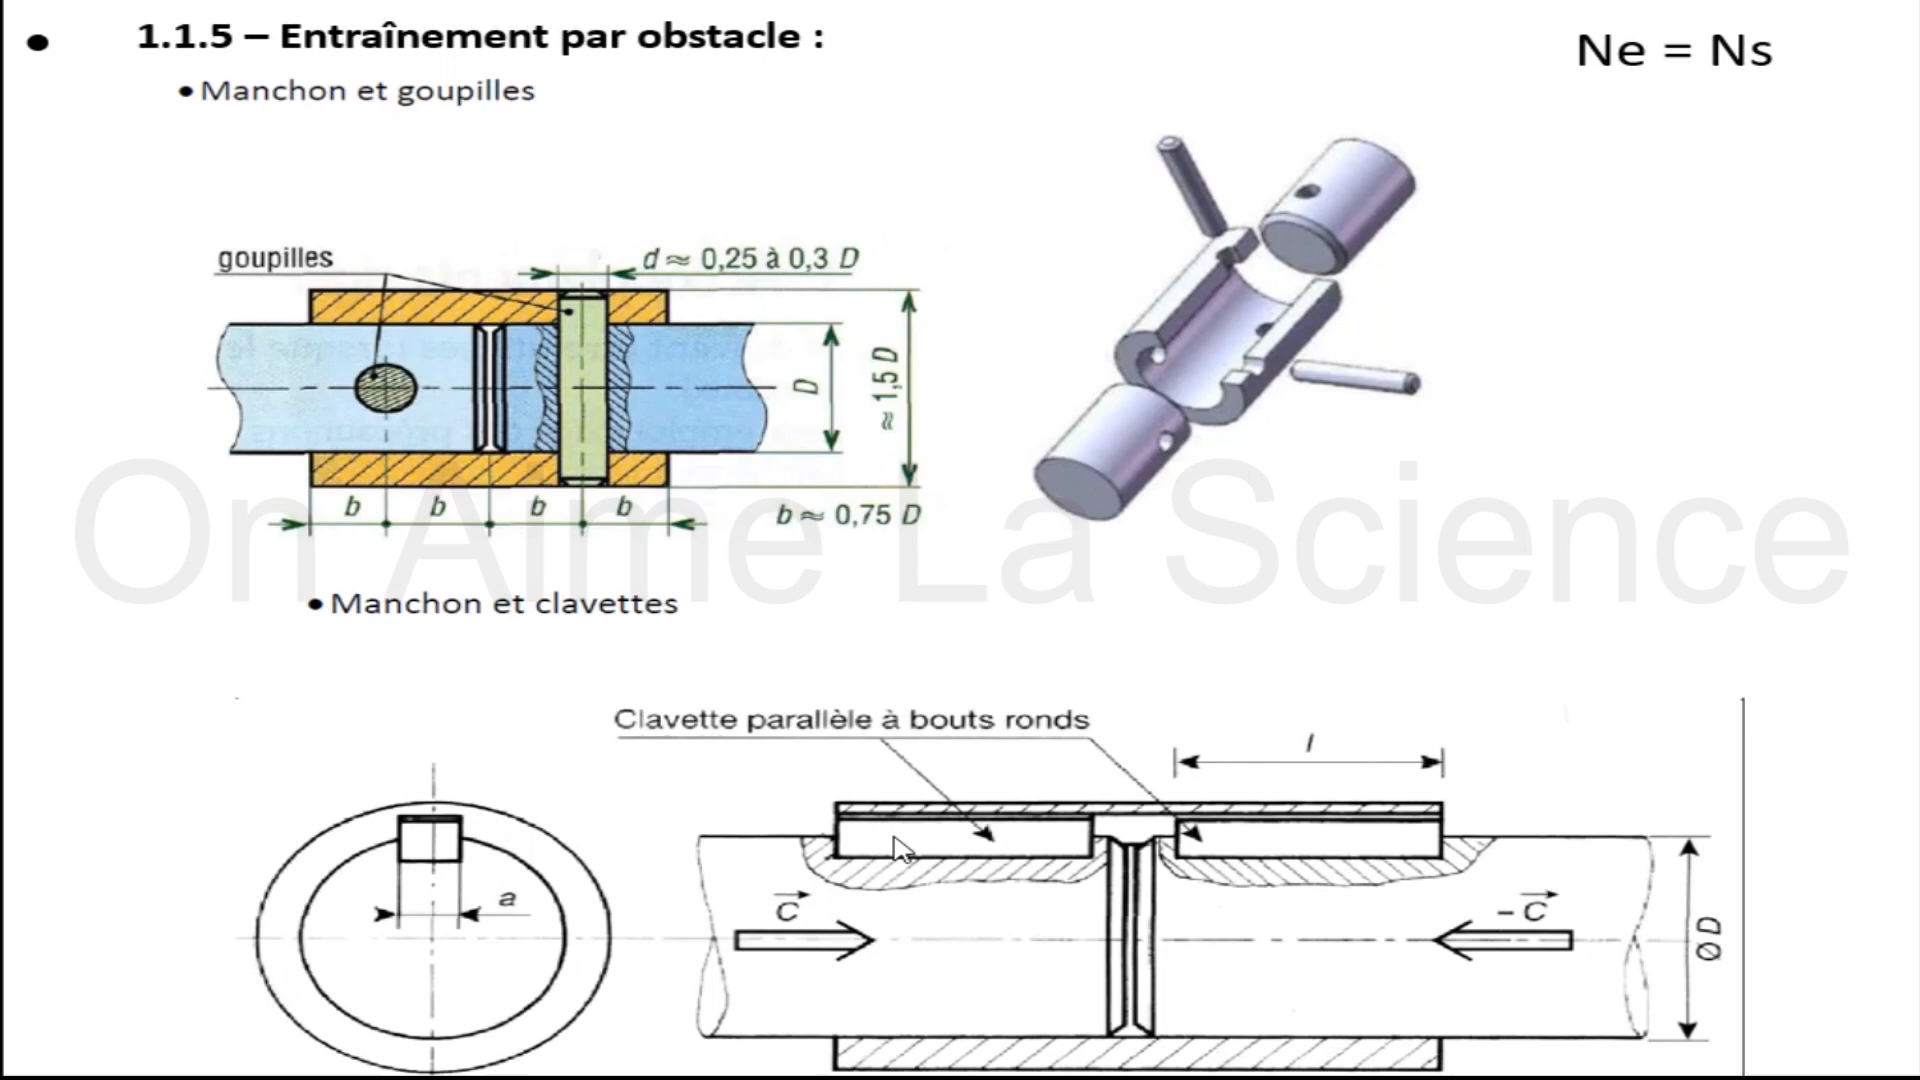 1.1.5 – Entraînement par obstacle :
Ne = Ns
• Manchon et goupilles
goupilles
d ≈ 0,25 à 0,3 D
D
≈ 1,5 D
b b b b
b ≈ 0,75 D
On Aime La Science
• Manchon et clavettes
Clavette parallèle à bouts ronds
l
a
C
– C
Ø D